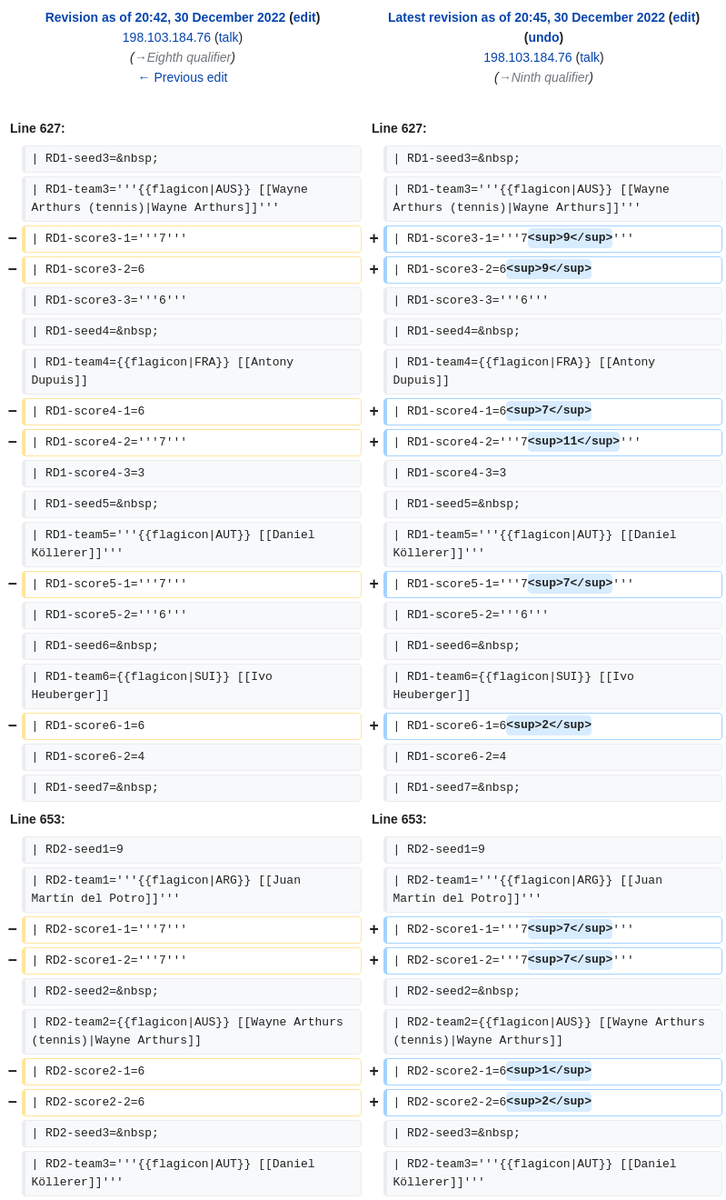 Revision as of 20:42, 30 December 2022 (edit)
198.103.184.76 (talk)
(→Eighth qualifier)
← Previous edit
Latest revision as of 20:45, 30 December 2022 (edit)
(undo)
198.103.184.76 (talk)
(→Ninth qualifier)
Line 627:
Line 627:
| RD1-seed3=&nbsp;
| RD1-seed3=&nbsp;
| RD1-team3='''{{flagicon|AUS}} [[Wayne
Arthurs (tennis)|Wayne Arthurs]]'''
| RD1-team3='''{{flagicon|AUS}} [[Wayne
Arthurs (tennis)|Wayne Arthurs]]'''
− | RD1-score3-1='''7'''
+ | RD1-score3-1='''7<sup>9</sup>'''
− | RD1-score3-2=6
+ | RD1-score3-2=6<sup>9</sup>
| RD1-score3-3='''6'''
| RD1-score3-3='''6'''
| RD1-seed4=&nbsp;
| RD1-seed4=&nbsp;
| RD1-team4={{flagicon|FRA}} [[Antony
Dupuis]]
| RD1-team4={{flagicon|FRA}} [[Antony
Dupuis]]
− | RD1-score4-1=6
+ | RD1-score4-1=6<sup>7</sup>
− | RD1-score4-2='''7'''
+ | RD1-score4-2='''7<sup>11</sup>'''
| RD1-score4-3=3
| RD1-score4-3=3
| RD1-seed5=&nbsp;
| RD1-seed5=&nbsp;
| RD1-team5='''{{flagicon|AUT}} [[Daniel
Köllerer]]'''
| RD1-team5='''{{flagicon|AUT}} [[Daniel
Köllerer]]'''
− | RD1-score5-1='''7'''
+ | RD1-score5-1='''7<sup>7</sup>'''
| RD1-score5-2='''6'''
| RD1-score5-2='''6'''
| RD1-seed6=&nbsp;
| RD1-seed6=&nbsp;
| RD1-team6={{flagicon|SUI}} [[Ivo
Heuberger]]
| RD1-team6={{flagicon|SUI}} [[Ivo
Heuberger]]
− | RD1-score6-1=6
+ | RD1-score6-1=6<sup>2</sup>
| RD1-score6-2=4
| RD1-score6-2=4
| RD1-seed7=&nbsp;
| RD1-seed7=&nbsp;
Line 653:
Line 653:
| RD2-seed1=9
| RD2-seed1=9
| RD2-team1='''{{flagicon|ARG}} [[Juan
Martín del Potro]]'''
| RD2-team1='''{{flagicon|ARG}} [[Juan
Martín del Potro]]'''
− | RD2-score1-1='''7'''
+ | RD2-score1-1='''7<sup>7</sup>'''
− | RD2-score1-2='''7'''
+ | RD2-score1-2='''7<sup>7</sup>'''
| RD2-seed2=&nbsp;
| RD2-seed2=&nbsp;
| RD2-team2={{flagicon|AUS}} [[Wayne Arthurs
(tennis)|Wayne Arthurs]]
| RD2-team2={{flagicon|AUS}} [[Wayne Arthurs
(tennis)|Wayne Arthurs]]
− | RD2-score2-1=6
+ | RD2-score2-1=6<sup>1</sup>
− | RD2-score2-2=6
+ | RD2-score2-2=6<sup>2</sup>
| RD2-seed3=&nbsp;
| RD2-seed3=&nbsp;
| RD2-team3='''{{flagicon|AUT}} [[Daniel
Köllerer]]'''
| RD2-team3='''{{flagicon|AUT}} [[Daniel
Köllerer]]'''